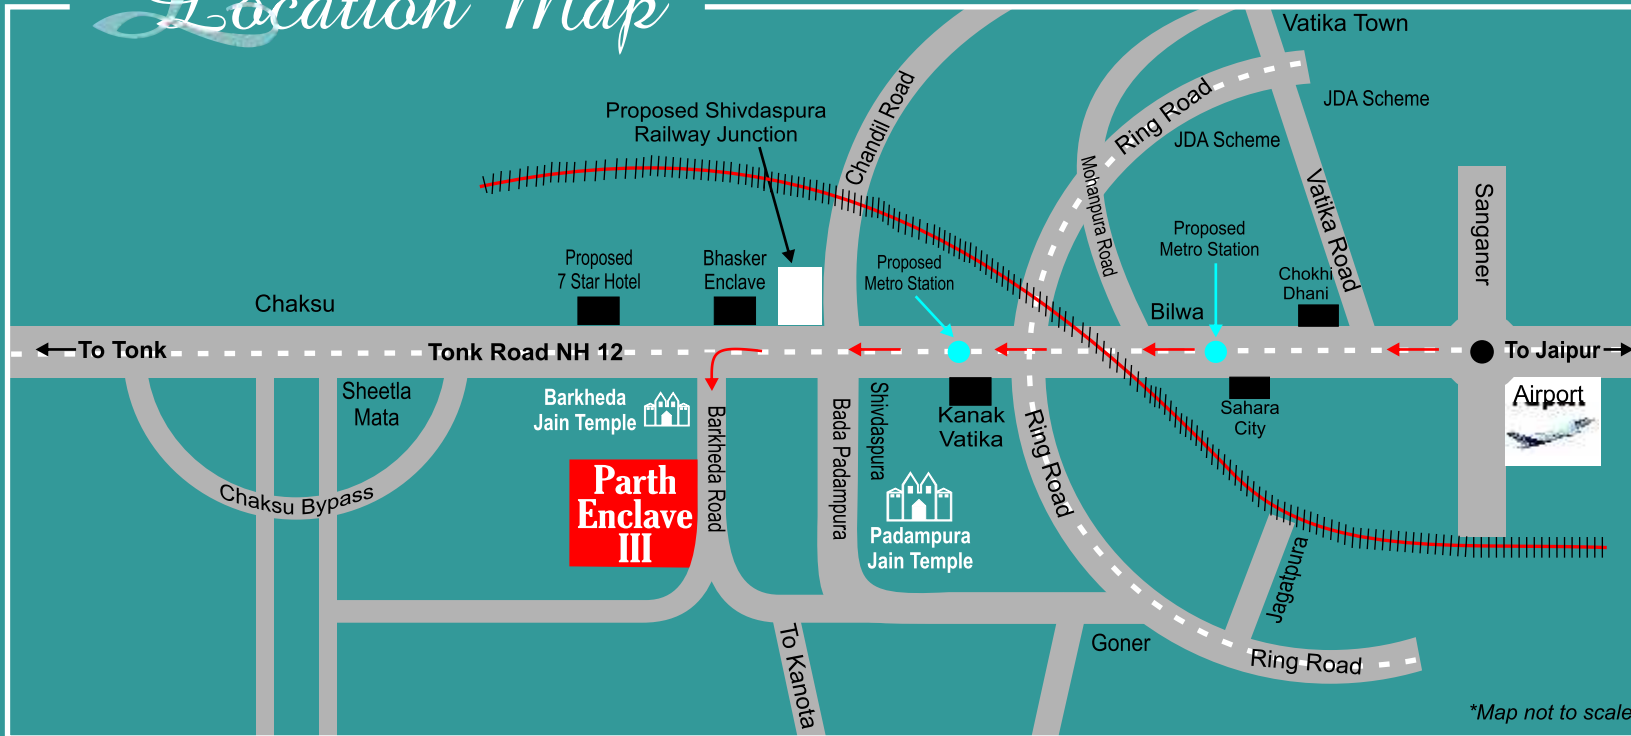 Location Map
Vatika Town
JDA Scheme
Ring Road
JDA Scheme
Chandil Road
Proposed Shivdaspura
Railway Junction
Mohanpura Road
Vatika Road
Sanganer
Proposed
Metro Station
Proposed
7 Star Hotel
Bhasker
Enclave
Proposed
Metro Station
Chokhi
Dhani
Chaksu
Bilwa
To Tonk
Tonk Road NH 12
To Jaipur
Sheetla
Mata
Barkheda
Jain Temple
Barkheda Road
Bada Padampura
Shivdaspura
Kanak
Vatika
Sahara
City
Airport
Ring Road
Chaksu Bypass
Parth
Enclave
III
Padampura
Jain Temple
Jagatpura
To Kanota
Goner
Ring Road
*Map not to scale